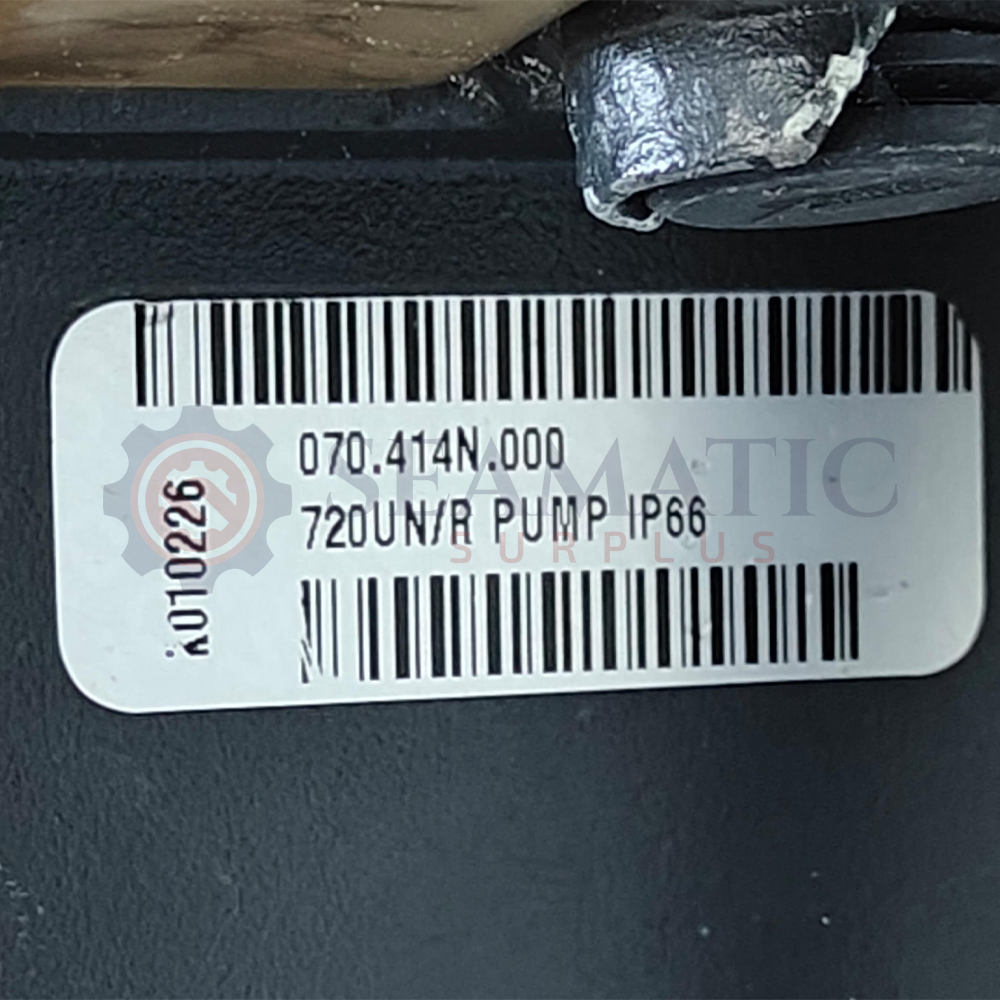 070.414N.000
720UN/R PUMP IP66
K010226
SEAMATIC
SURPLUS